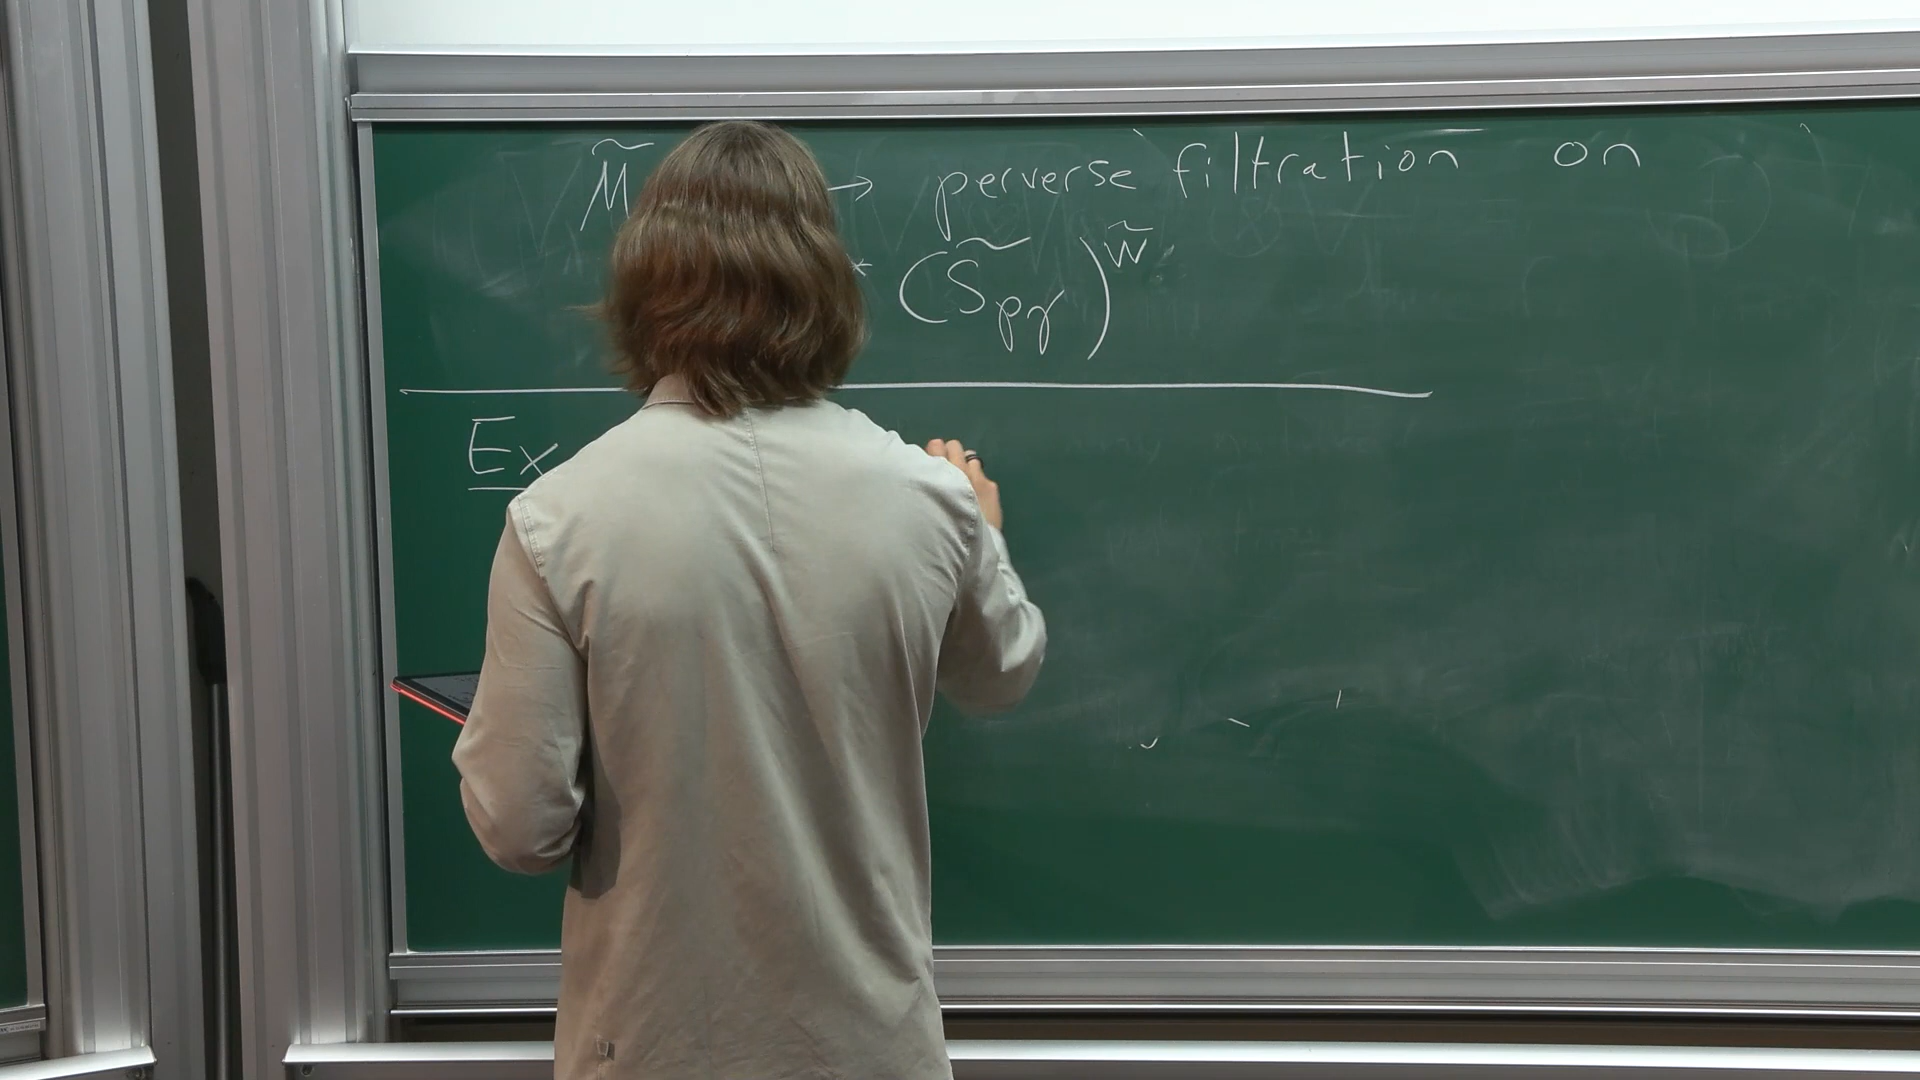 M̃ → perverse filtration on
* (S̃_{pγ})^{W̃}
Ex